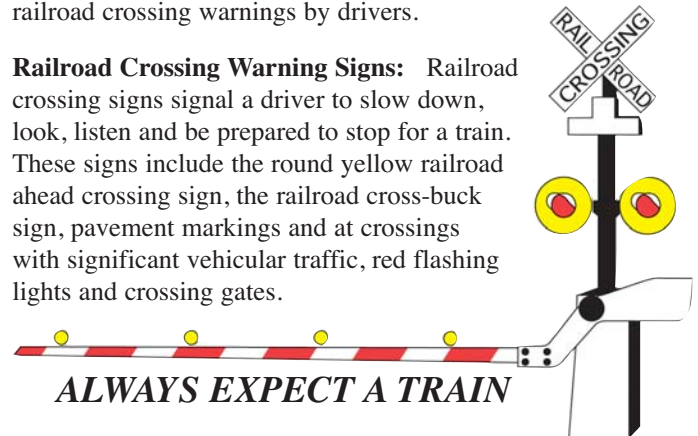 railroad crossing warnings by drivers.
Railroad Crossing Warning Signs: Railroad
crossing signs signal a driver to slow down,
look, listen and be prepared to stop for a train.
These signs include the round yellow railroad
ahead crossing sign, the railroad cross-buck
sign, pavement markings and at crossings
with significant vehicular traffic, red flashing
lights and crossing gates.
RAIL ROAD
CROSSING
ALWAYS EXPECT A TRAIN